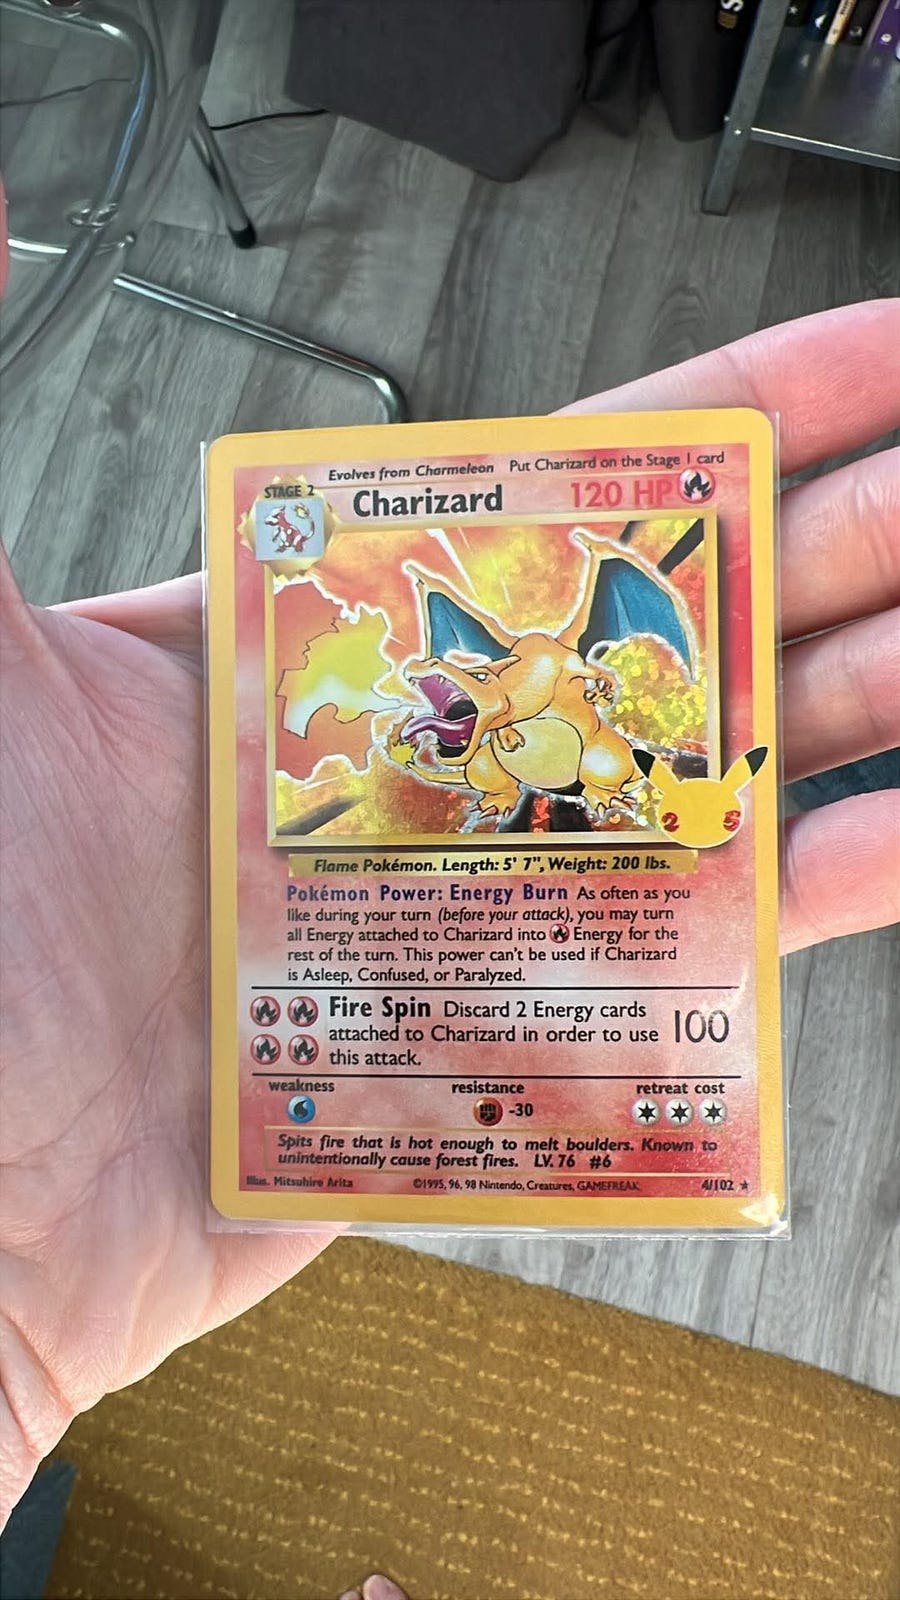 Evolves from Charmeleon Put Charizard on the Stage 1 card
STAGE 2 Charizard 120 HP
25
Flame Pokémon. Length: 5' 7", Weight: 200 lbs.
Pokémon Power: Energy Burn As often as you
like during your turn (before your attack), you may turn
all Energy attached to Charizard into Energy for the
rest of the turn. This power can't be used if Charizard
is Asleep, Confused, or Paralyzed.
Fire Spin Discard 2 Energy cards
attached to Charizard in order to use 100
this attack.
weakness resistance retreat cost
-30
Spits fire that is hot enough to melt boulders. Known to
unintentionally cause forest fires. LV. 76 #6
Illus. Mitsuhiro Arita ©1995, 96, 98 Nintendo, Creatures, GAMEFREAK. 4/102 ★